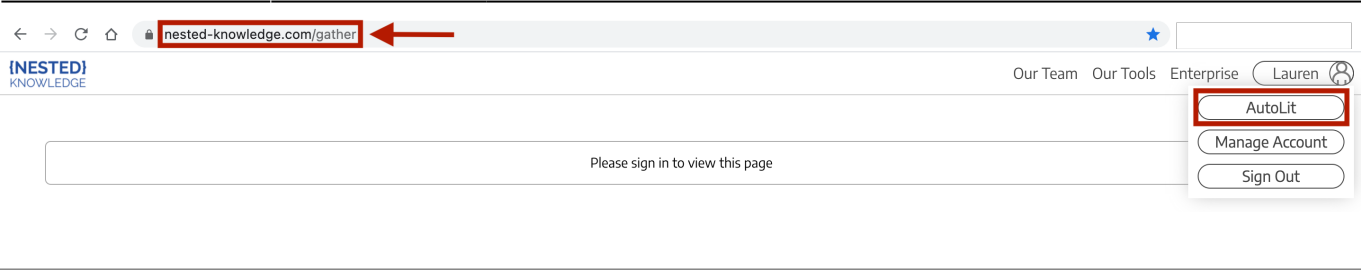 nested-knowledge.com/gather
{NESTED}
KNOWLEDGE
Our Team Our Tools Enterprise Lauren
AutoLit
Manage Account
Sign Out
Please sign in to view this page